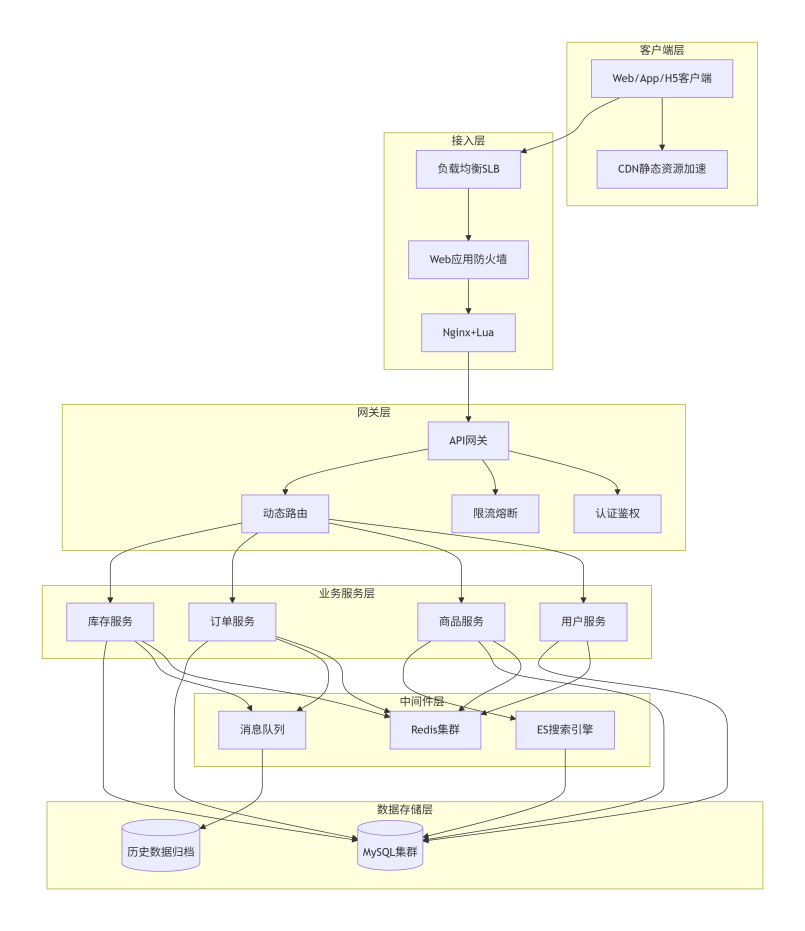 客户端层
Web/App/H5客户端
CDN静态资源加速
接入层
负载均衡SLB
Web应用防火墙
Nginx+Lua
网关层
API网关
动态路由
限流熔断
认证鉴权
业务服务层
库存服务
订单服务
商品服务
用户服务
中间件层
消息队列
Redis集群
ES搜索引擎
数据存储层
历史数据归档
MySQL集群